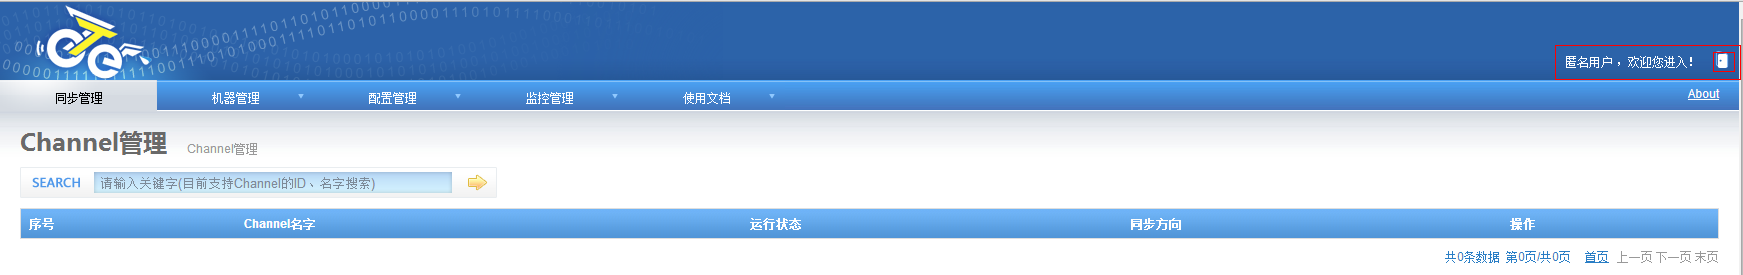 匿名用户，欢迎您进入！
同步管理 机器管理 配置管理 监控管理 使用文档 About
Channel管理 Channel管理
SEARCH 请输入关键字(目前支持Channel的ID、名字搜索)
序号 Channel名字 运行状态 同步方向 操作
共0条数据 第0页/共0页 首页 上一页 下一页 末页